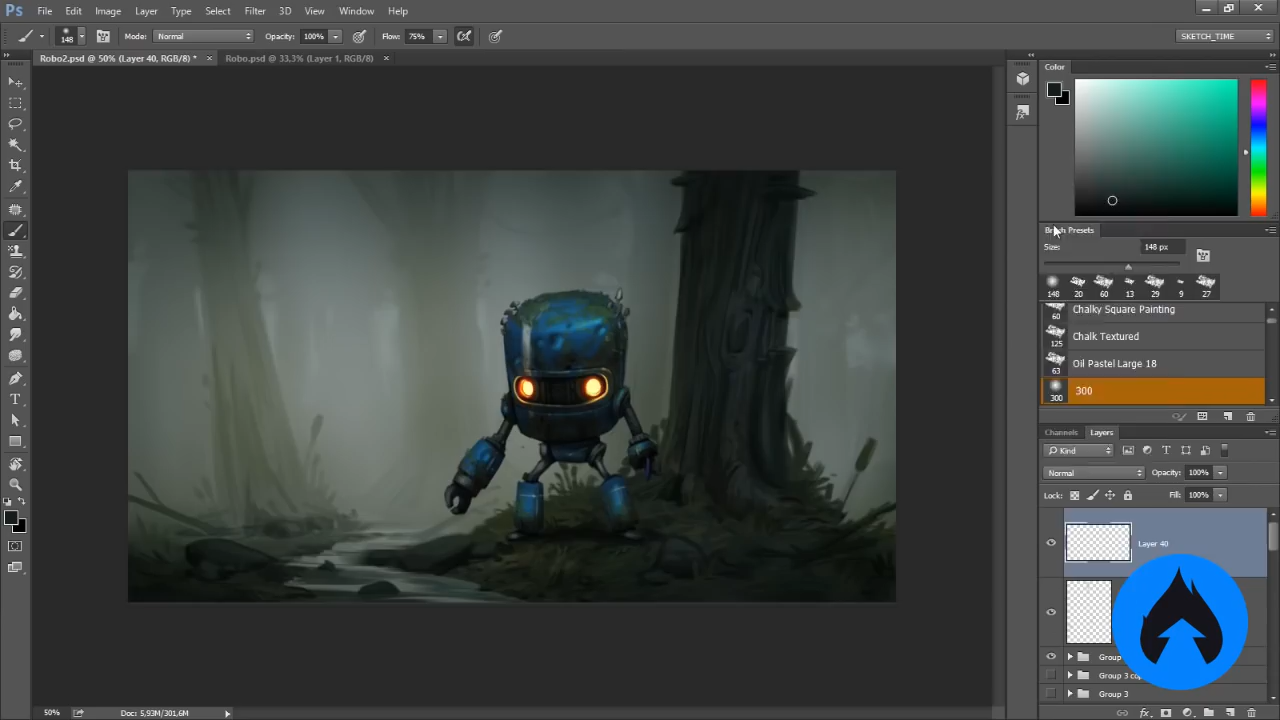 Ps File Edit Image Layer Type Select Filter 3D View Window Help
148 Mode: Normal Opacity: 100% Flow: 75% SKETCH_TIME
Robo2.psd @ 50% (Layer 40, RGB/8) * × Robo.psd @ 33,3% (Layer 1, RGB/8) ×
Color
Brush Presets
Size: 148 px
148 20 60 13 29 9 27
60 Chalky Square Painting
125 Chalk Textured
63 Oil Pastel Large 18
300 300
Channels Layers
Kind
Normal Opacity: 100%
Lock: Fill: 100%
Layer 40
Group
Group 3 cop
Group 3
50% Doc: 5,93M/301,6M